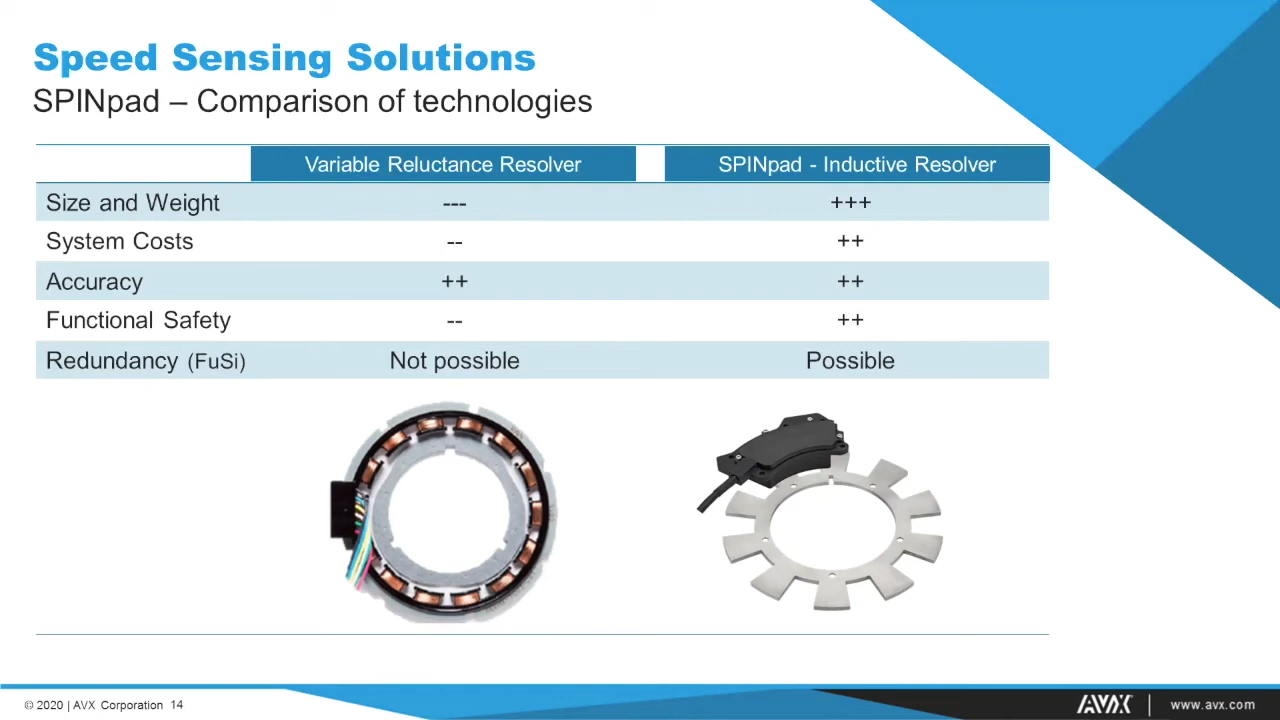 Speed Sensing Solutions
SPINpad – Comparison of technologies
Variable Reluctance Resolver SPINpad - Inductive Resolver
Size and Weight --- +++
System Costs -- ++
Accuracy ++ ++
Functional Safety -- ++
Redundancy (FuSi) Not possible Possible
© 2020 | AVX Corporation 14
AVX | www.avx.com